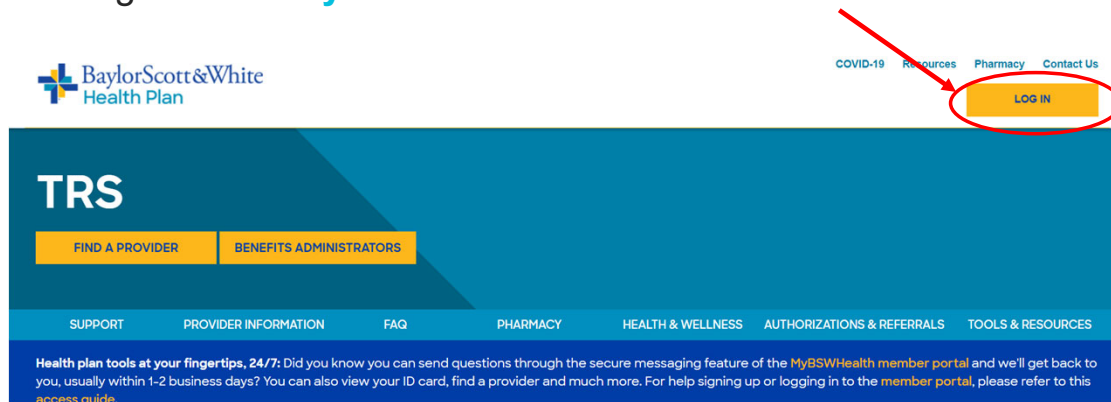 COVID-19 Resources Pharmacy Contact Us
BaylorScott&White
Health Plan
LOG IN
TRS
FIND A PROVIDER BENEFITS ADMINISTRATORS
SUPPORT PROVIDER INFORMATION FAQ PHARMACY HEALTH & WELLNESS AUTHORIZATIONS & REFERRALS TOOLS & RESOURCES
Health plan tools at your fingertips, 24/7: Did you know you can send questions through the secure messaging feature of the MyBSWHealth member portal and we'll get back to
you, usually within 1-2 business days? You can also view your ID card, find a provider and much more. For help signing up or logging in to the member portal, please refer to this
access guide.